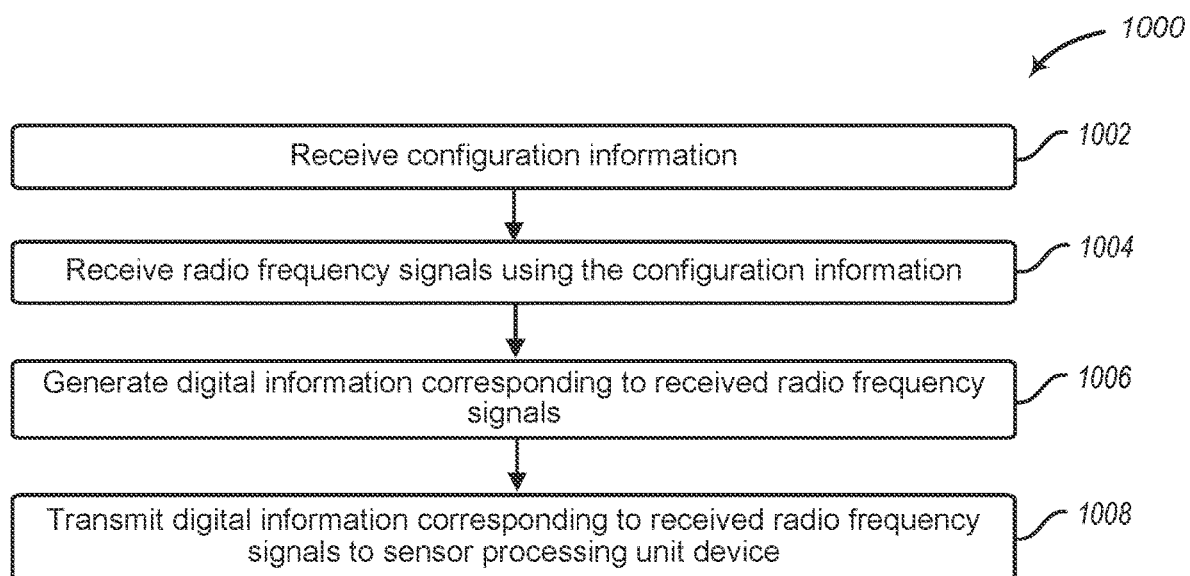 1000
Receive configuration information
1002
Receive radio frequency signals using the configuration information
1004
Generate digital information corresponding to received radio frequency
signals
1006
Transmit digital information corresponding to received radio frequency
signals to sensor processing unit device
1008